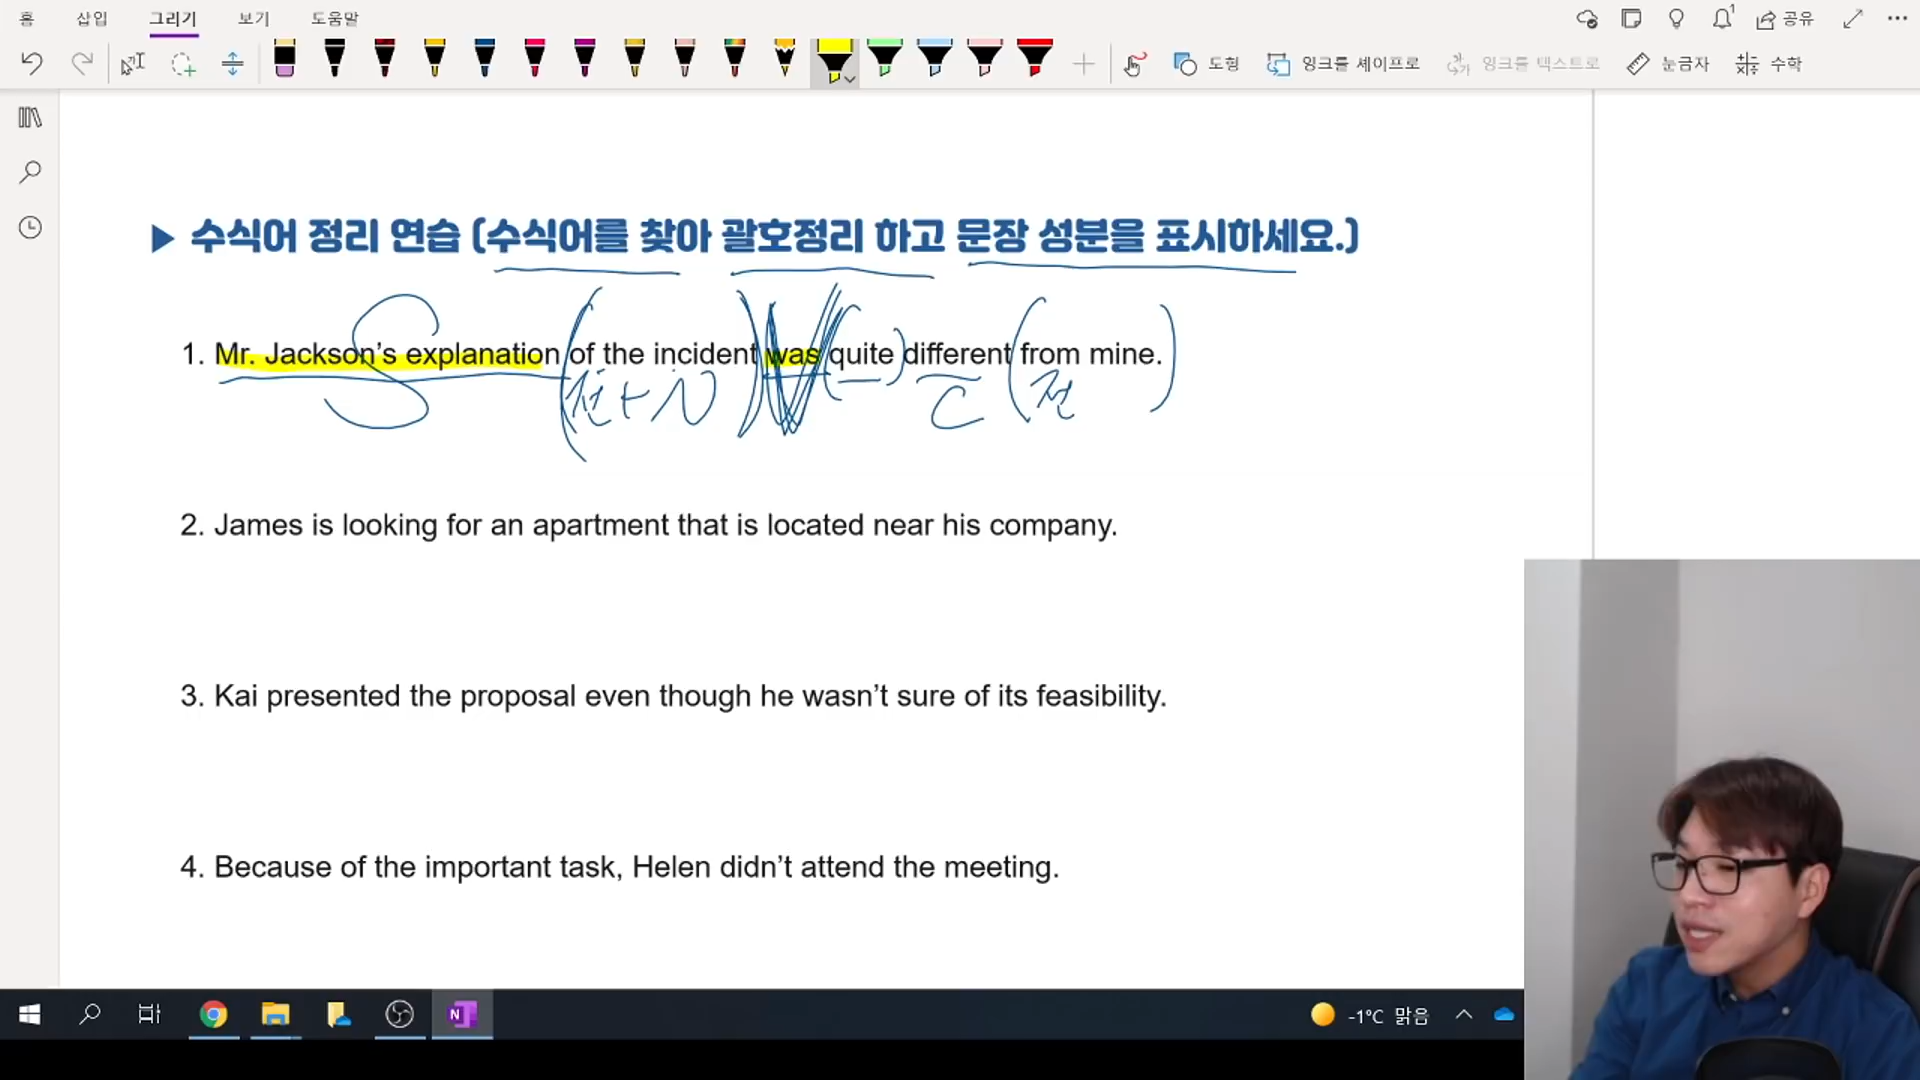 홈 삽입 그리기 보기 도움말
1 공유
도형 잉크를 셰이프로 잉크를 텍스트로 눈금자 수학
▶ 수식어 정리 연습 (수식어를 찾아 괄호정리 하고 문장 성분을 표시하세요.)
1. Mr. Jackson’s explanation of the incident was quite different from mine.
S (전+N) V ( ) C (전 )
2. James is looking for an apartment that is located near his company.
3. Kai presented the proposal even though he wasn’t sure of its feasibility.
4. Because of the important task, Helen didn’t attend the meeting.
N -1°C 맑음